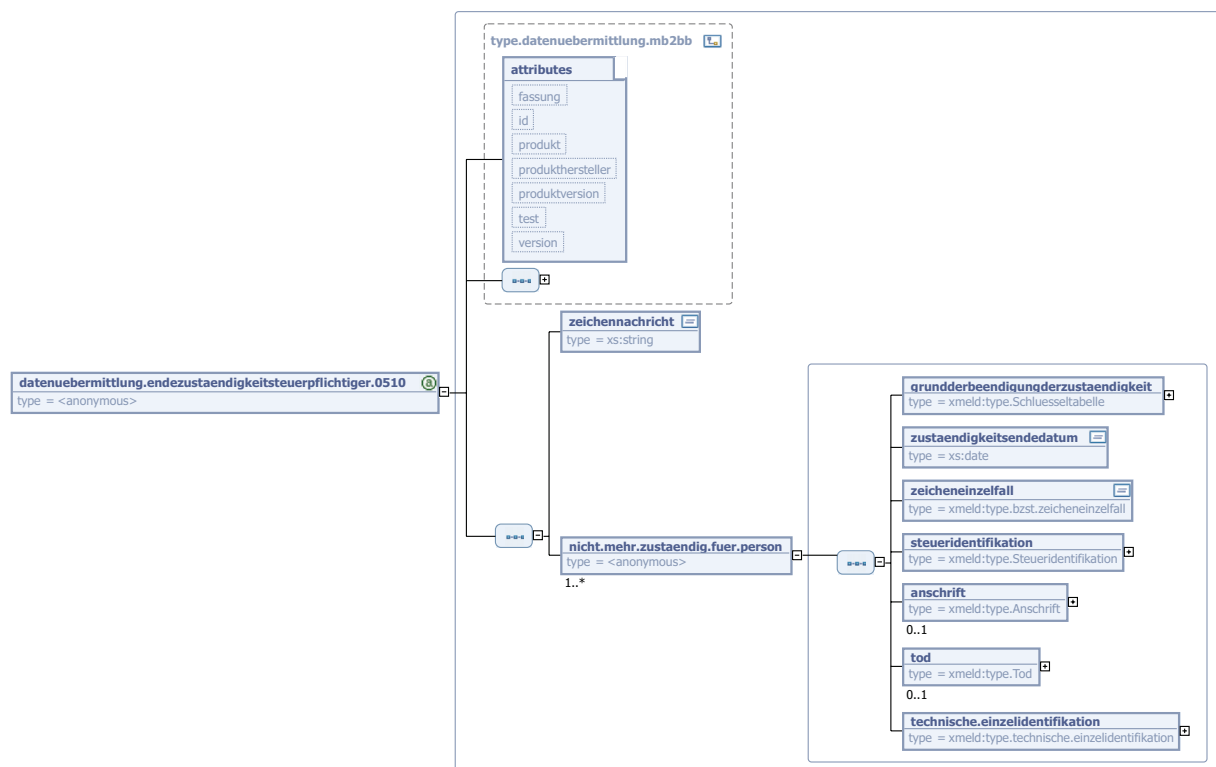 type.datenuebermittlung.mb2bb
attributes
fassung
id
produkt
produkthersteller
produktversion
test
version
zeichennachricht
type = xs:string
datenuebermittlung.endezustaendigkeitsteuerpflichtiger.0510
type = <anonymous>
nicht.mehr.zustaendig.fuer.person
type = <anonymous>
1..*
grundderbeendigungderzustaendigkeit
type = xmeld:type.Schluesseltabelle
zustaendigkeitsendedatum
type = xs:date
zeicheneinzelfall
type = xmeld:type.bzst.zeicheneinzelfall
steueridentifikation
type = xmeld:type.Steueridentifikation
anschrift
type = xmeld:type.Anschrift
0..1
tod
type = xmeld:type.Tod
0..1
technische.einzelidentifikation
type = xmeld:type.technische.einzelidentifikation